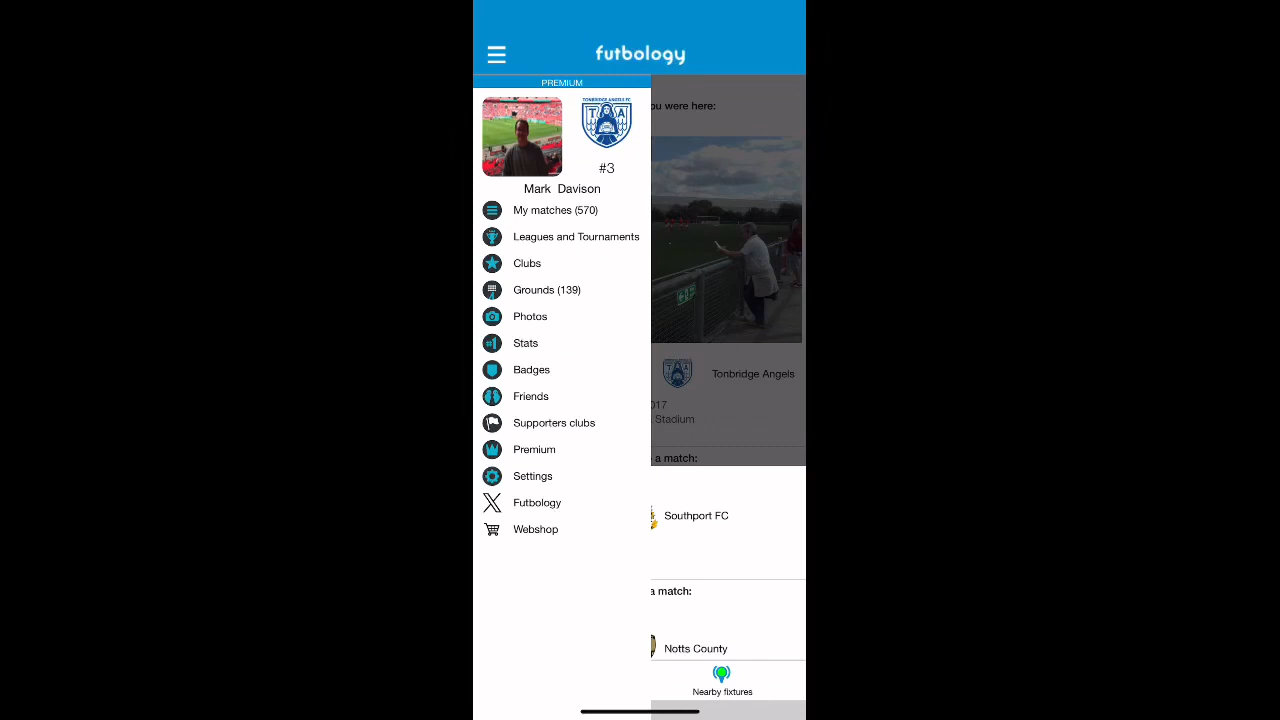 futbology
PREMIUM
TONBRIDGE ANGELS FC
T A
#3
Mark Davison
My matches (570)
Leagues and Tournaments
Clubs
Grounds (139)
Photos
#1 Stats
Badges
Friends
Supporters clubs
Premium
Settings
Futbology
Webshop
ou were here:
Tonbridge Angels
017
Stadium
a match:
Southport FC
a match:
Notts County
Nearby fixtures